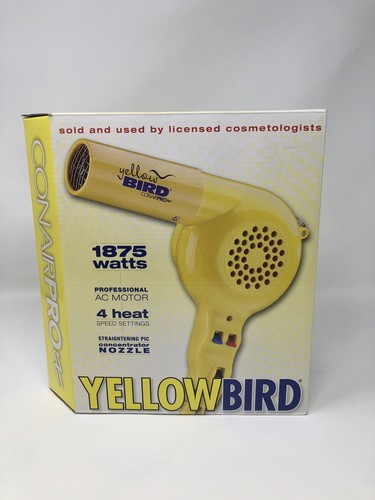 sold and used by licensed cosmetologists
yellow
BIRD
CONAIRPRO
1875
watts
PROFESSIONAL
AC MOTOR
4 heat
SPEED SETTINGS
STRAIGHTENING PIC
concentrator
NOZZLE
YELLOWBIRD
CONAIRPRO